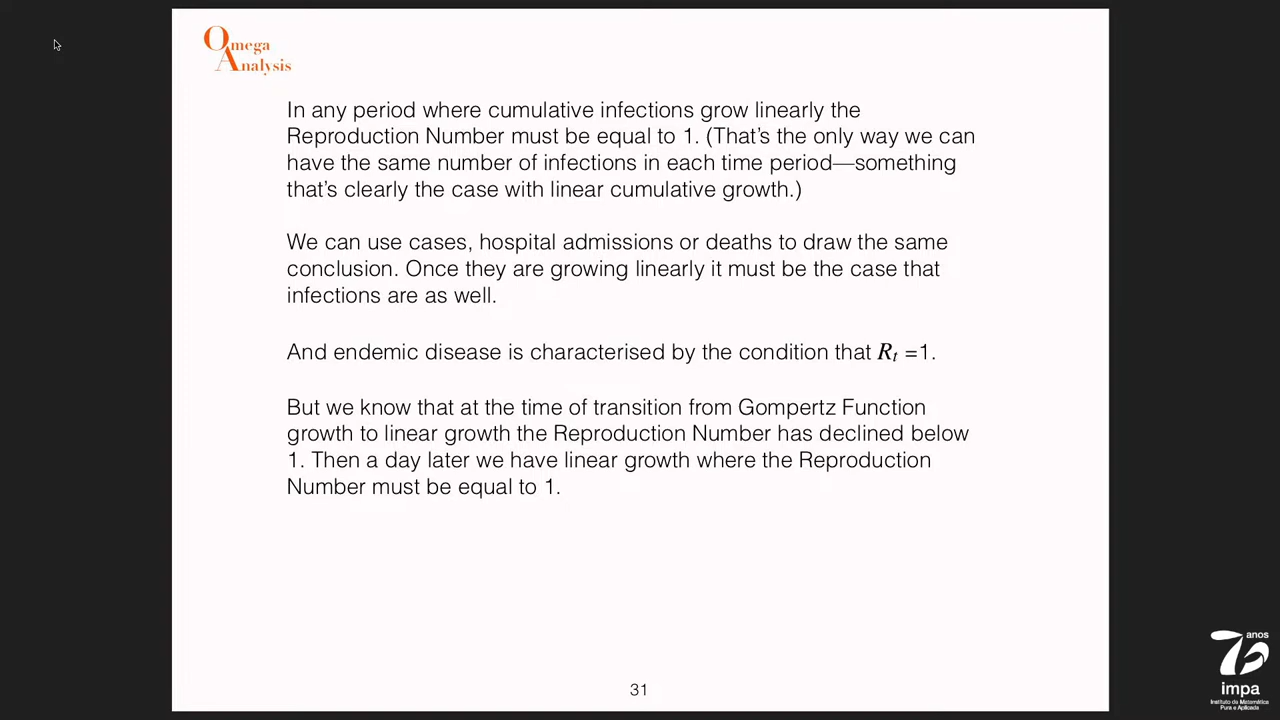 Omega
Analysis
In any period where cumulative infections grow linearly the
Reproduction Number must be equal to 1. (That's the only way we can
have the same number of infections in each time period—something
that's clearly the case with linear cumulative growth.)
We can use cases, hospital admissions or deaths to draw the same
conclusion. Once they are growing linearly it must be the case that
infections are as well.
And endemic disease is characterised by the condition that Rₜ =1.
But we know that at the time of transition from Gompertz Function
growth to linear growth the Reproduction Number has declined below
1. Then a day later we have linear growth where the Reproduction
Number must be equal to 1.
31
anos
impa
Instituto de Matemática
Pura e Aplicada